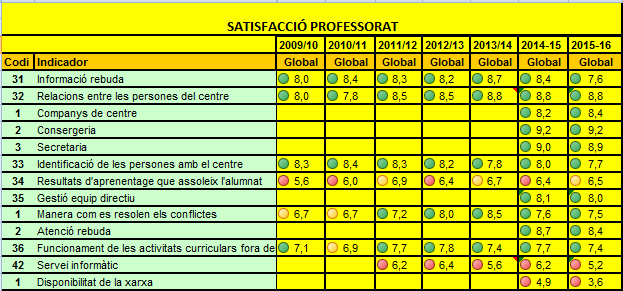 SATISFACCIÓ PROFESSORAT
2009/10 2010/11 2011/12 2012/13 2013/14 2014-15 2015-16
Codi Indicador Global Global Global Global Global Global Global
31 Informació rebuda 8,0 8,4 8,3 8,2 8,7 8,4 7,6
32 Relacions entre les persones del centre 8,0 7,8 8,5 8,5 8,8 8,8 8,8
1 Companys de centre 8,2 8,4
2 Consergeria 9,2 9,2
3 Secretaria 9,0 8,9
33 Identificació de les persones amb el centre 8,3 8,4 8,3 8,2 7,8 8,0 7,7
34 Resultats d'aprenentage que assoleix l'alumnat 5,6 6,0 6,9 6,4 6,7 6,4 6,5
35 Gestió equip directiu 8,1 8,0
1 Manera com es resolen els conflictes 6,7 6,7 7,2 8,0 8,5 7,6 7,5
2 Atenció rebuda 8,7 8,4
36 Funcionament de les activitats curriculars fora de 7,1 6,9 7,7 7,8 7,4 7,7 7,4
42 Servei informàtic 6,2 6,4 5,6 6,2 5,2
1 Disponibilitat de la xarxa 4,9 3,6